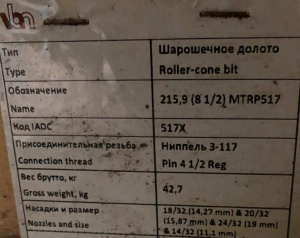 vbm
Тип
Type
Шарошечное долото
Roller-cone bit
Обозначение
Name
215,9 (8 1/2) MTRP517
Код IADC
517X
Присоединительная резьба
Connection thread
Ниппель З-117
Pin 4 1/2 Reg
Вес брутто, кг
Gross weight, kg
42,7
Насадки и размер
Nozzles and size
18/32 (14,27 mm) & 20/32
(15,87 mm) & 24/32 (19 mm)
& 14/32 (11,1 mm)